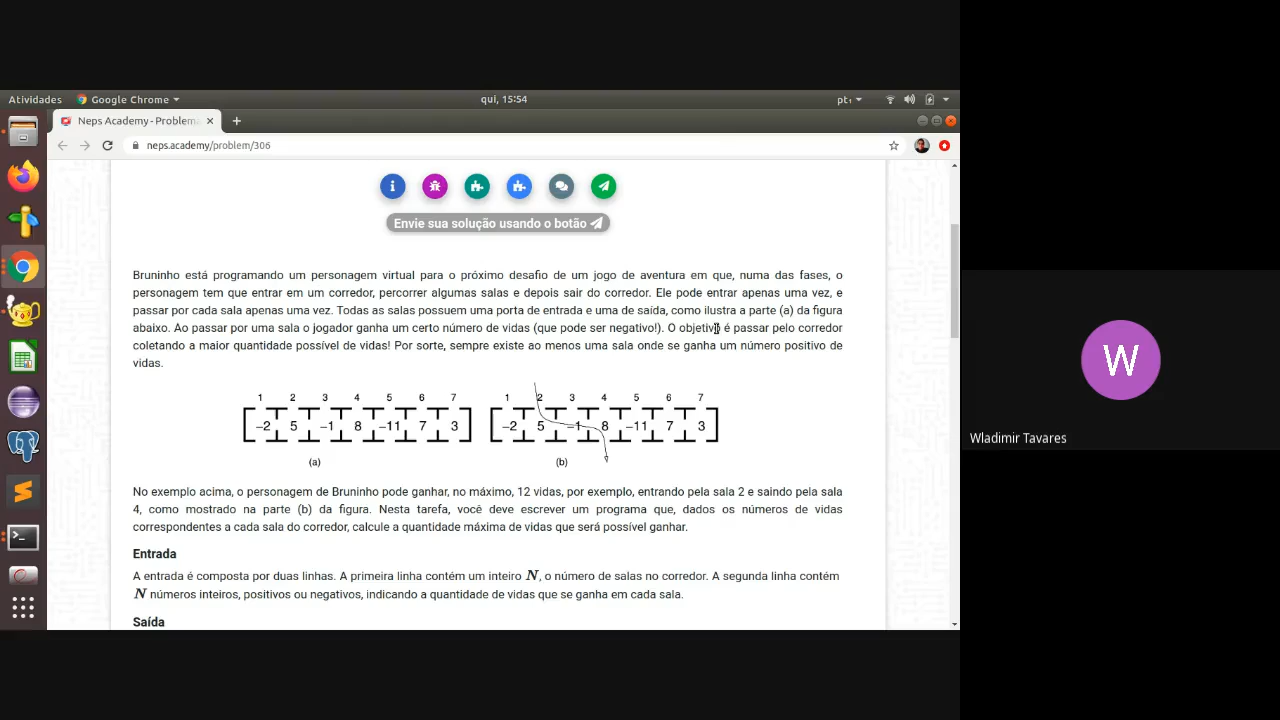 Atividades
Google Chrome
qui, 15:54
pt₁
Neps Academy - Problema
neps.academy/problem/306
Envie sua solução usando o botão
Bruninho está programando um personagem virtual para o próximo desafio de um jogo de aventura em que, numa das fases, o
personagem tem que entrar em um corredor, percorrer algumas salas e depois sair do corredor. Ele pode entrar apenas uma vez, e
passar por cada sala apenas uma vez. Todas as salas possuem uma porta de entrada e uma de saída, como ilustra a parte (a) da figura
abaixo. Ao passar por uma sala o jogador ganha um certo número de vidas (que pode ser negativo!). O objetivo é passar pelo corredor
coletando a maior quantidade possível de vidas! Por sorte, sempre existe ao menos uma sala onde se ganha um número positivo de
vidas.
1 2 3 4 5 6 7
−2 5 −1 8 −11 7 3
(a)
1 2 3 4 5 6 7
−2 5 −1 8 −11 7 3
(b)
No exemplo acima, o personagem de Bruninho pode ganhar, no máximo, 12 vidas, por exemplo, entrando pela sala 2 e saindo pela sala
4, como mostrado na parte (b) da figura. Nesta tarefa, você deve escrever um programa que, dados os números de vidas
correspondentes a cada sala do corredor, calcule a quantidade máxima de vidas que será possível ganhar.
Entrada
A entrada é composta por duas linhas. A primeira linha contém um inteiro N, o número de salas no corredor. A segunda linha contém
N números inteiros, positivos ou negativos, indicando a quantidade de vidas que se ganha em cada sala.
Saída
W
Wladimir Tavares